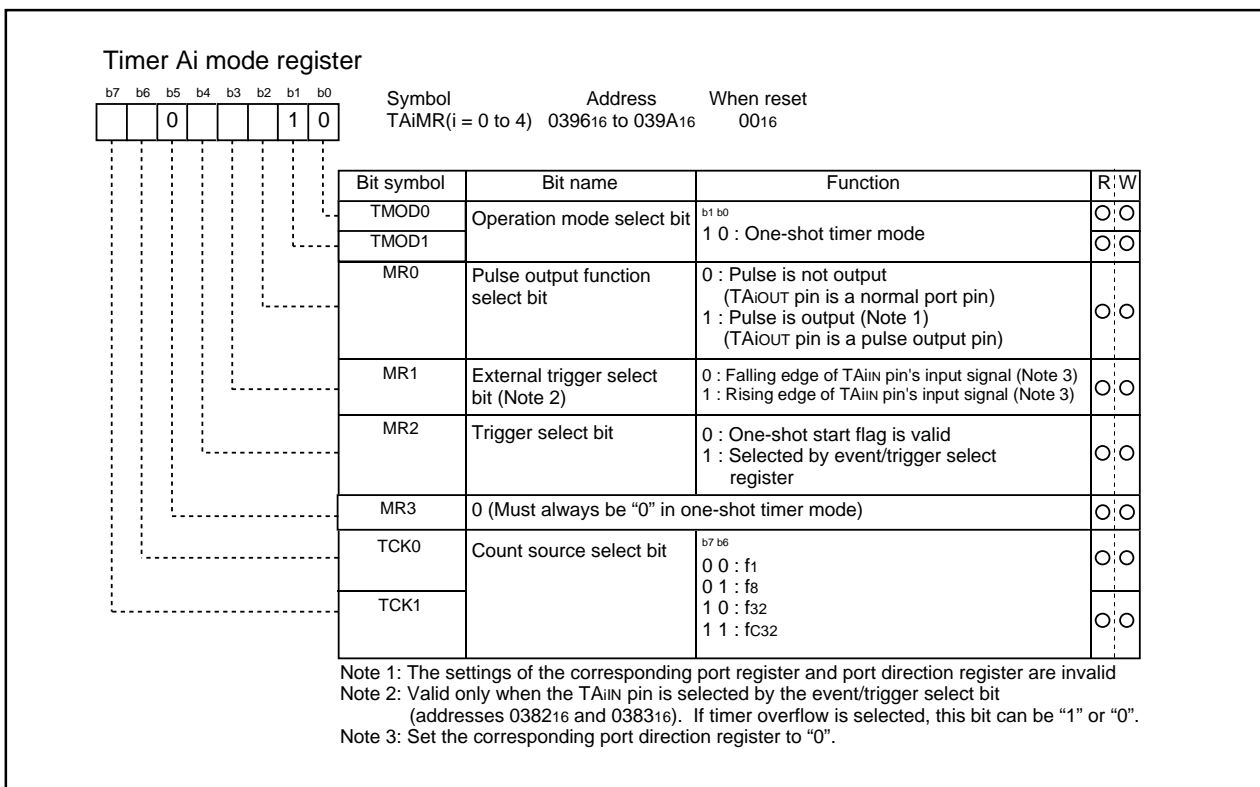 Timer Ai mode register
b7 b6 b5 b4 b3 b2 b1 b0
0 1 0
Symbol Address When reset
TAiMR(i = 0 to 4) 039616 to 039A16 0016
Bit symbol Bit name Function R W
TMOD0
TMOD1
Operation mode select bit
b1 b0
1 0 : One-shot timer mode
MR0
Pulse output function
select bit
0 : Pulse is not output
(TAiOUT pin is a normal port pin)
1 : Pulse is output (Note 1)
(TAiOUT pin is a pulse output pin)
MR1
External trigger select
bit (Note 2)
0 : Falling edge of TAiIN pin's input signal (Note 3)
1 : Rising edge of TAiIN pin's input signal (Note 3)
MR2
Trigger select bit
0 : One-shot start flag is valid
1 : Selected by event/trigger select
register
MR3
0 (Must always be “0” in one-shot timer mode)
TCK0
TCK1
Count source select bit
b7 b6
0 0 : f1
0 1 : f8
1 0 : f32
1 1 : fC32
Note 1: The settings of the corresponding port register and port direction register are invalid
Note 2: Valid only when the TAiIN pin is selected by the event/trigger select bit
(addresses 038216 and 038316). If timer overflow is selected, this bit can be “1” or “0”.
Note 3: Set the corresponding port direction register to “0”.